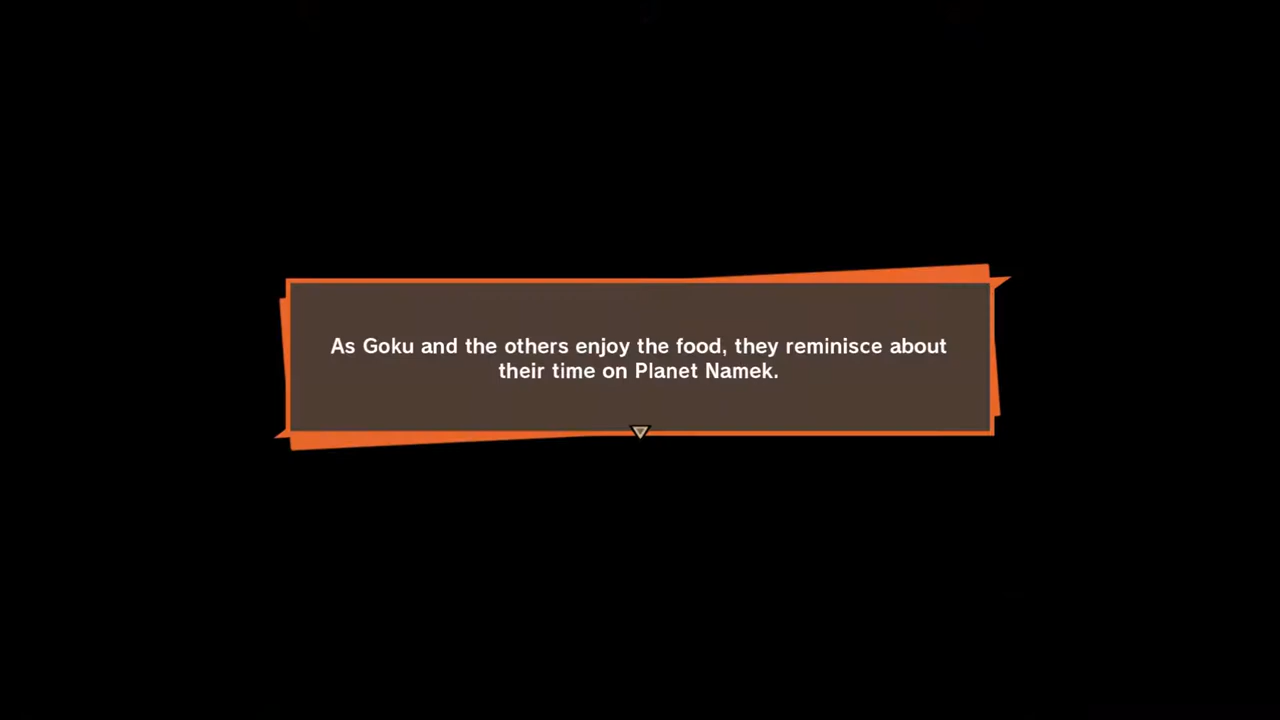 As Goku and the others enjoy the food, they reminisce about
their time on Planet Namek.